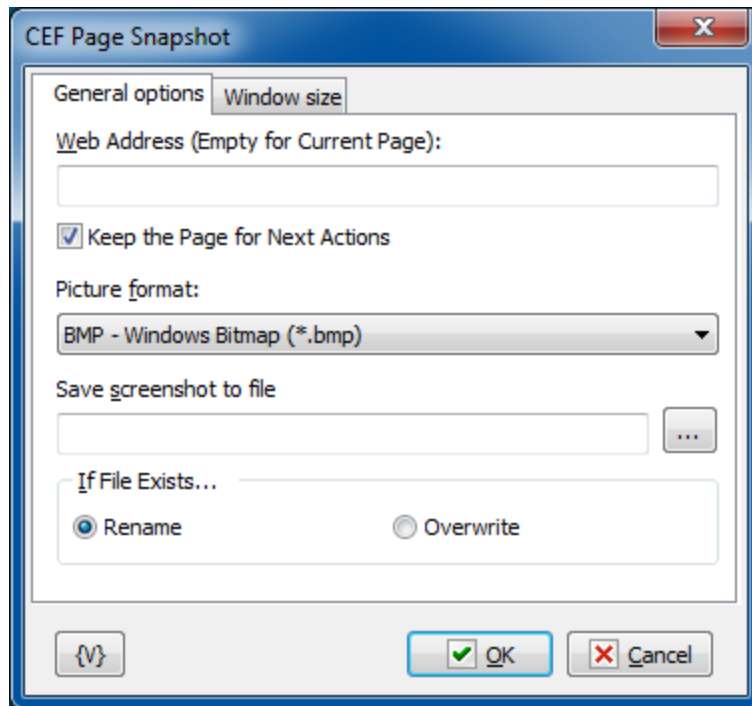 CEF Page Snapshot
General options
Window size
Web Address (Empty for Current Page):
Keep the Page for Next Actions
Picture format:
BMP - Windows Bitmap (*.bmp)
Save screenshot to file
...
If File Exists...
Rename
Overwrite
{V}
OK
Cancel